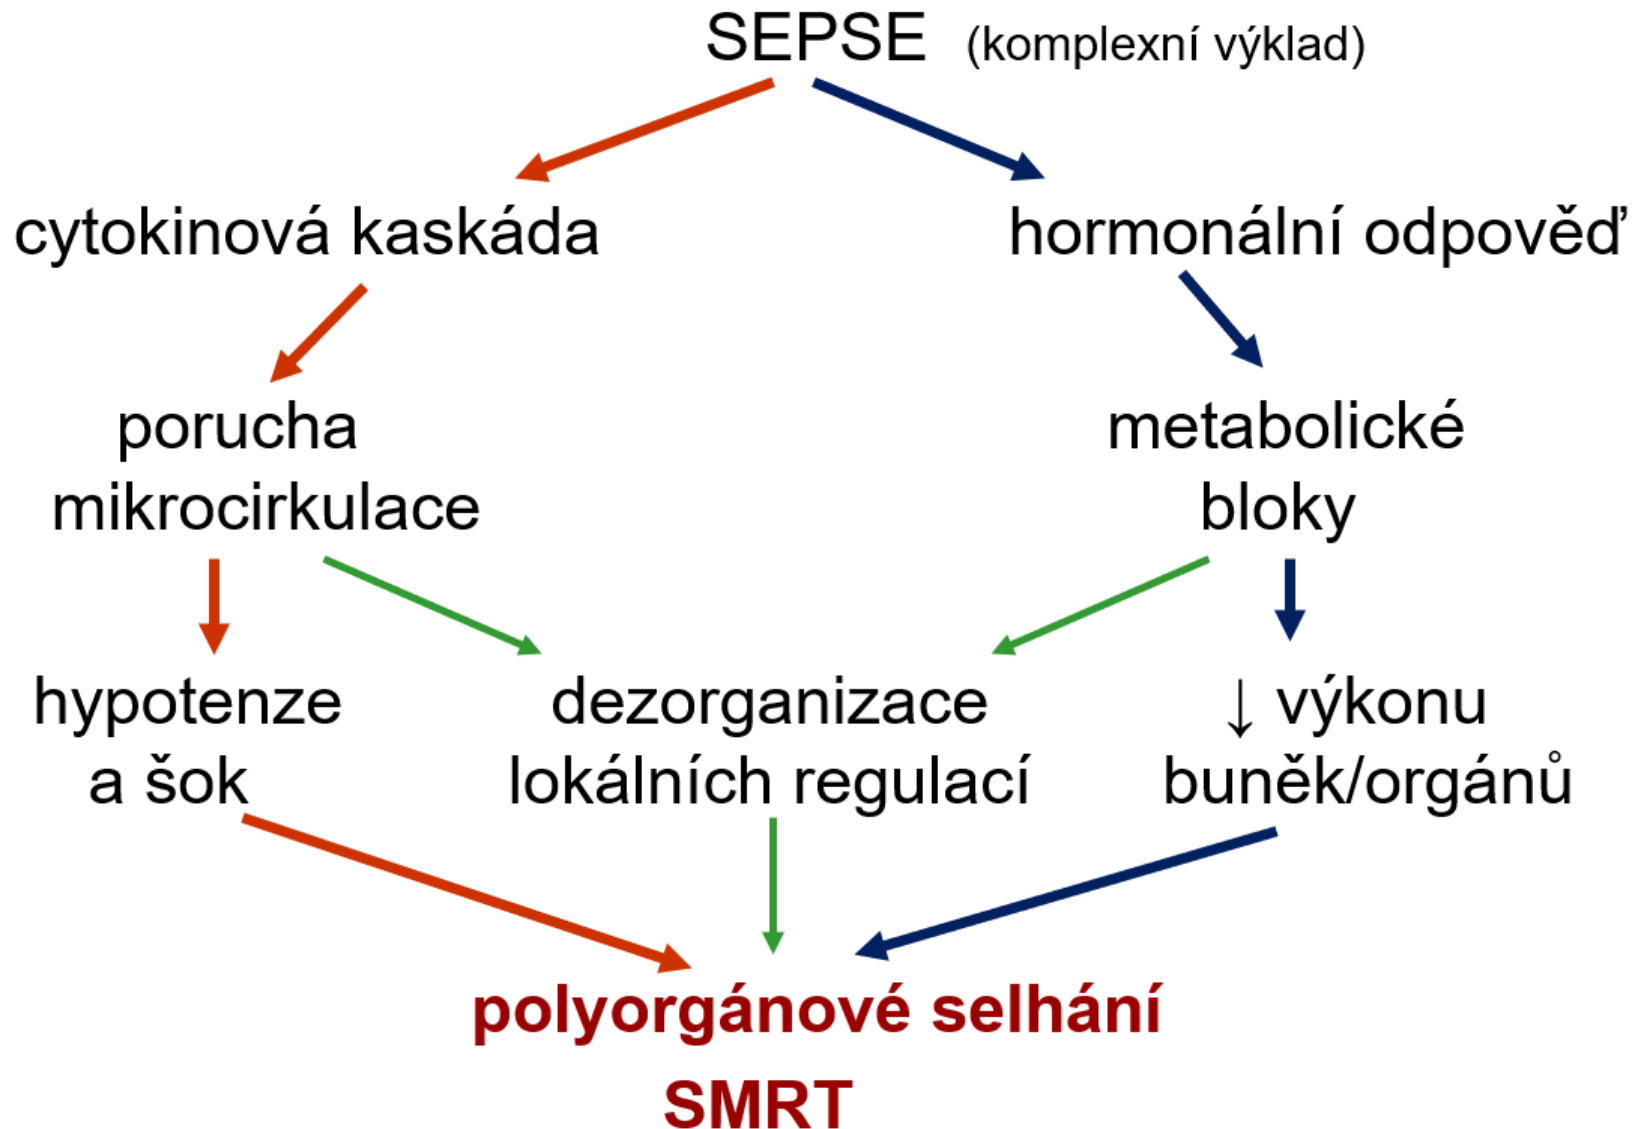 SEPSE (komplexní výklad)
cytokinová kaskáda
hormonální odpověď
porucha
mikrocirkulace
metabolické
bloky
hypotenze
a šok
dezorganizace
lokálních regulací
↓ výkonu
buněk/orgánů
polyorgánové selhání
SMRT